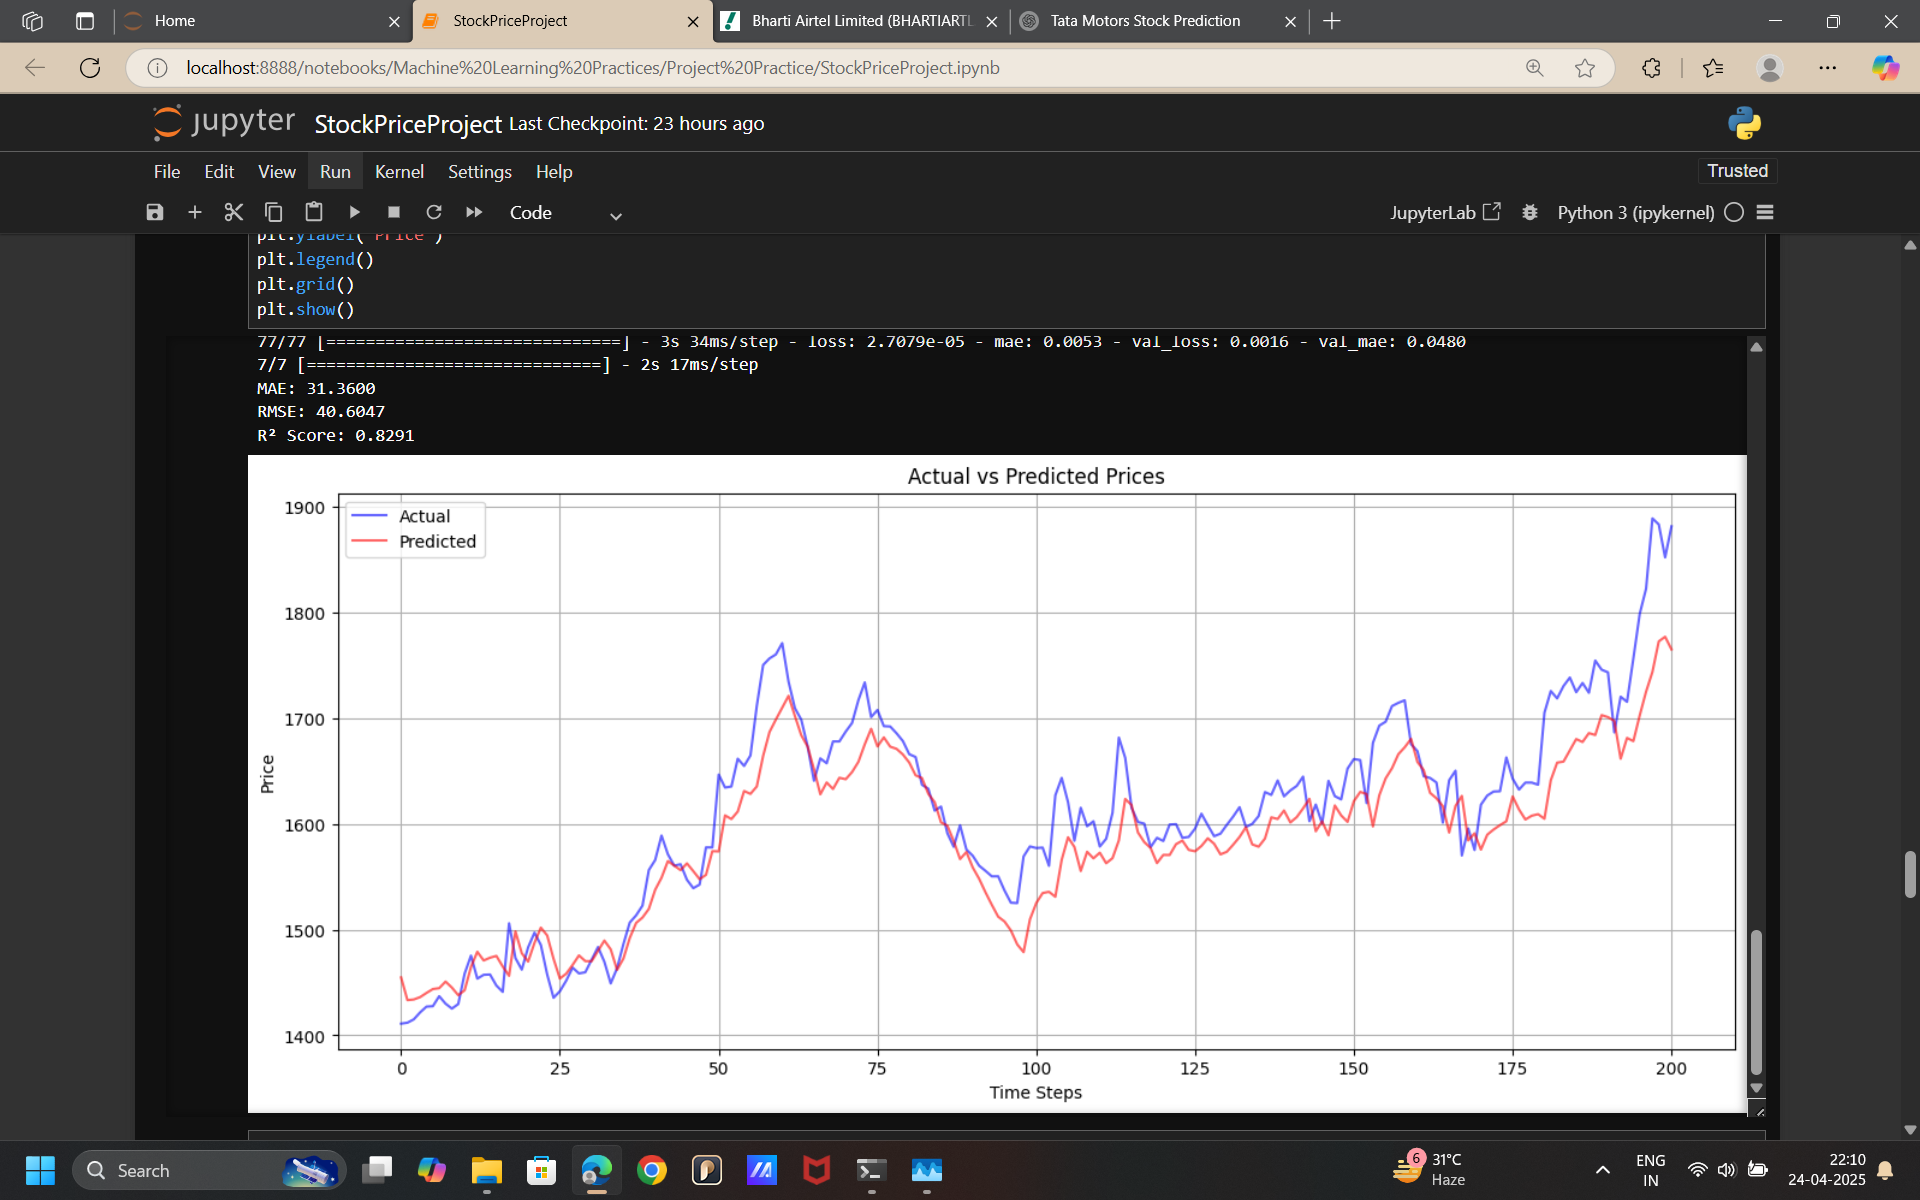 Home
StockPriceProject
Bharti Airtel Limited (BHARTIARTL
Tata Motors Stock Prediction
localhost:8888/notebooks/Machine%20Learning%20Practices/Project%20Practice/StockPriceProject.ipynb
jupyter StockPriceProject Last Checkpoint: 23 hours ago
File Edit View Run Kernel Settings Help
Trusted
Code
JupyterLab
Python 3 (ipykernel)
plt.ylabel('Price')
plt.legend()
plt.grid()
plt.show()
77/77 [==============================] - 3s 34ms/step - loss: 2.7079e-05 - mae: 0.0053 - val_loss: 0.0016 - val_mae: 0.0480
7/7 [==============================] - 2s 17ms/step
MAE: 31.3600
RMSE: 40.6047
R² Score: 0.8291
Actual vs Predicted Prices
Actual
Predicted
1900
1800
1700
1600
1500
1400
Price
0 25 50 75 100 125 150 175 200
Time Steps
Search
6
31°C
Haze
ENG
IN
22:10
24-04-2025